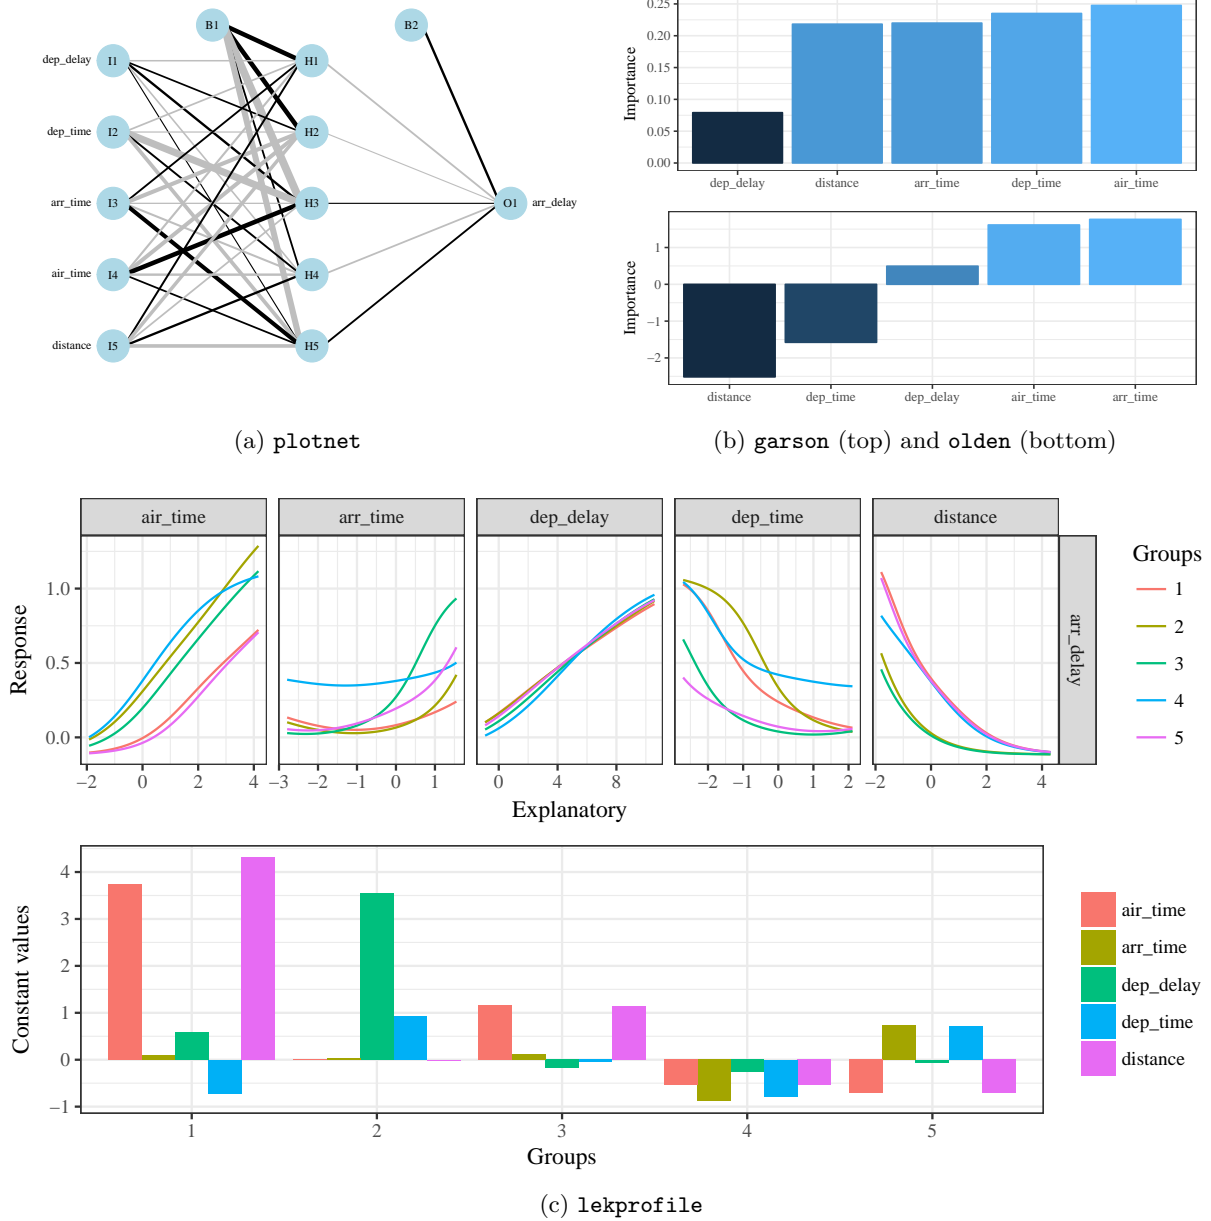 B1 B2
dep_delay I1 H1
dep_time I2 H2
arr_time I3 H3 O1 arr_delay
air_time I4 H4
distance I5 H5
(a) plotnet
Importance
0.25
0.20
0.15
0.10
0.05
0.00
dep_delay distance arr_time dep_time air_time
Importance
1
0
−1
−2
distance dep_time dep_delay air_time arr_time
(b) garson (top) and olden (bottom)
air_time arr_time dep_delay dep_time distance
Response
1.0
0.5
0.0
arr_delay
−2 0 2 4 −3 −2 −1 0 1 0 4 8 −2 −1 0 1 2 −2 0 2 4
Explanatory
Groups
1
2
3
4
5
Constant values
4
3
2
1
0
−1
1 2 3 4 5
Groups
air_time
arr_time
dep_delay
dep_time
distance
(c) lekprofile